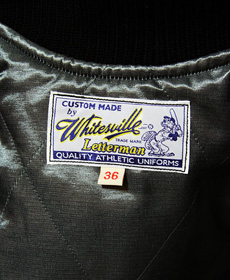 CUSTOM MADE
by
Whitesville
TRADE MARK
Letterman
QUALITY ATHLETIC UNIFORMS
36